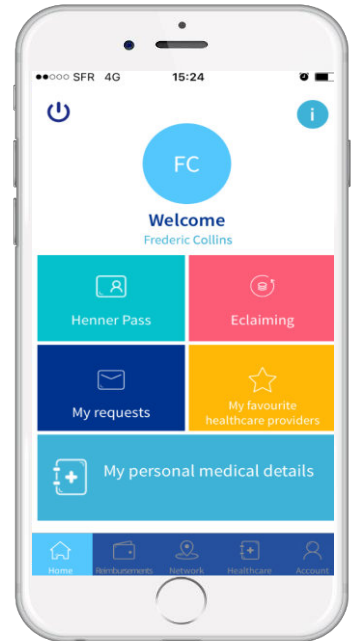 SFR 4G 15:24
i
FC
Welcome
Frederic Collins
Henner Pass
Eclaiming
My requests
My favourite
healthcare providers
My personal medical details
Home Reimbursements Network Healthcare Account